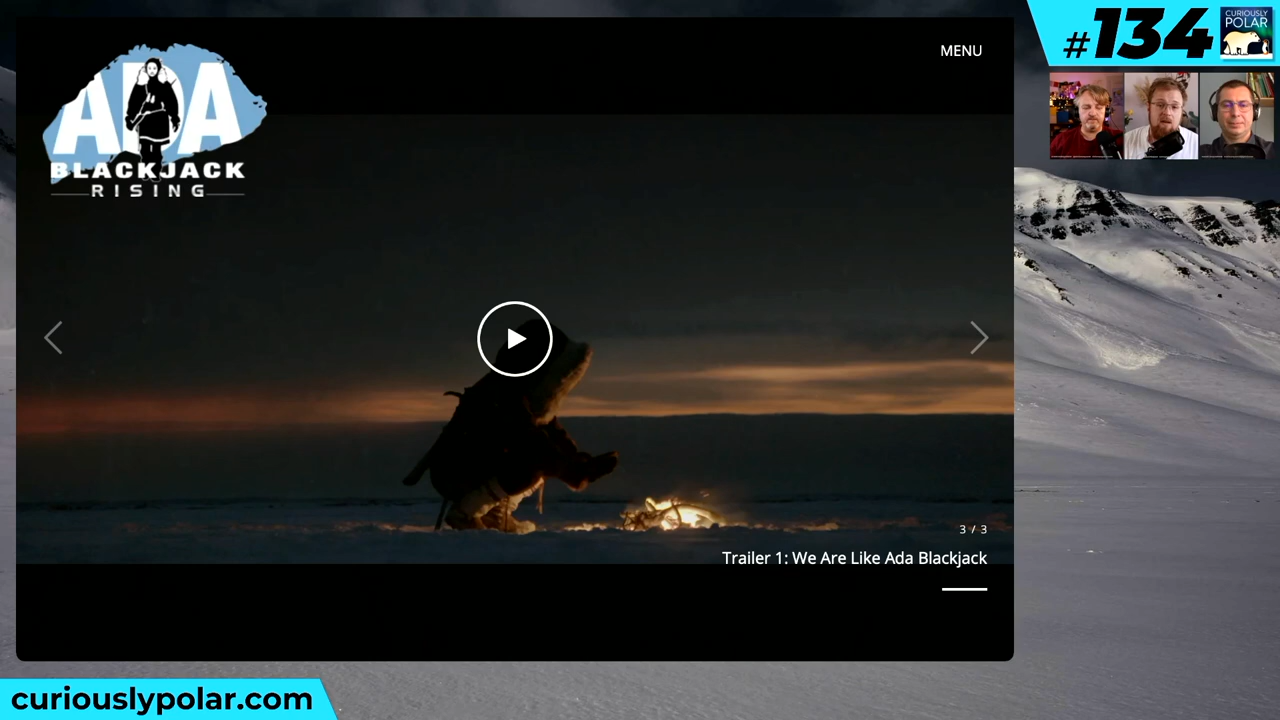 MENU
ADA
BLACKJACK
RISING
3 / 3
Trailer 1: We Are Like Ada Blackjack
#134
CURIOUSLY
POLAR
curiouslypolar.com